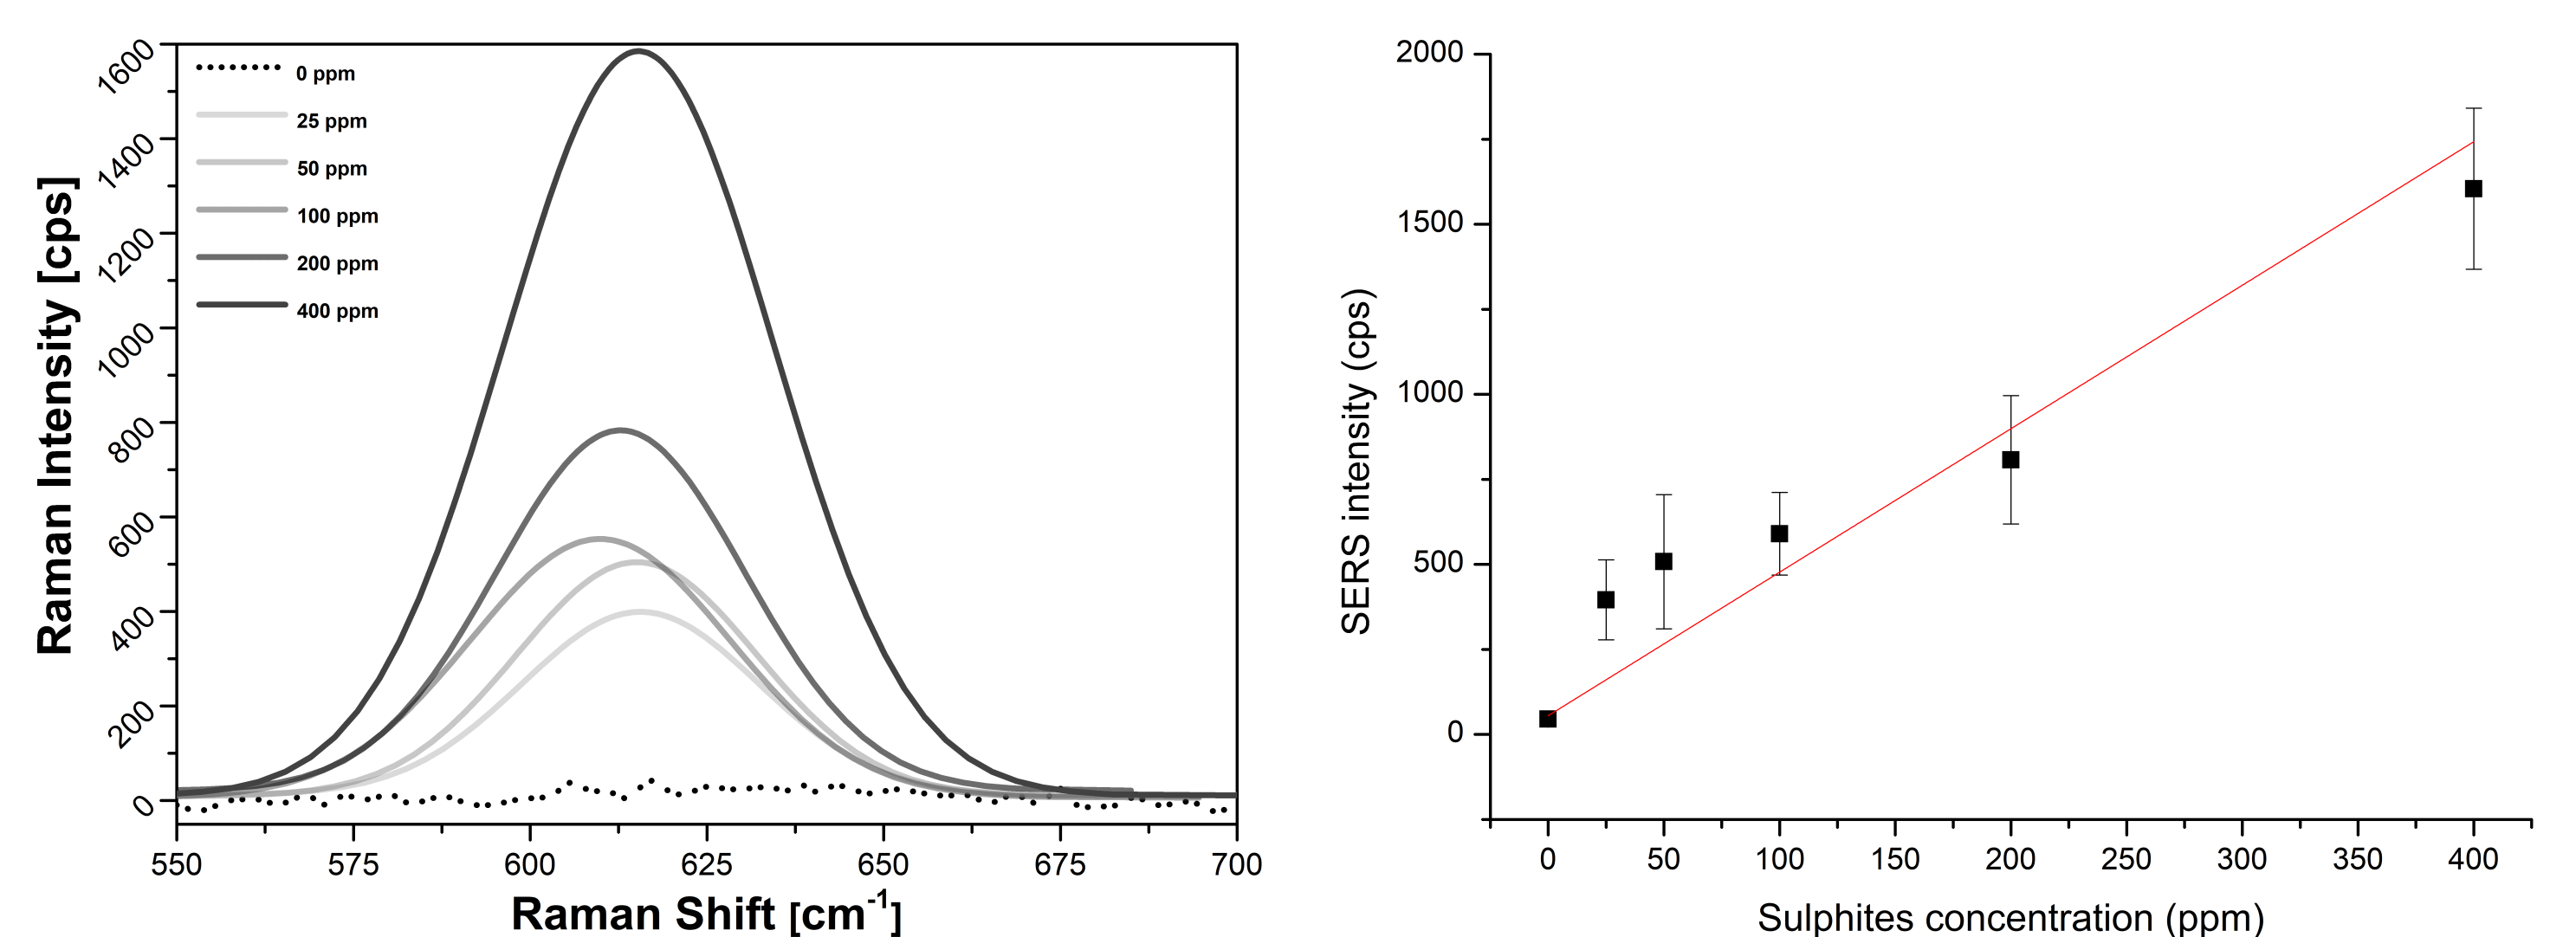 Raman Intensity [cps]
1600
1400
1200
1000
800
600
400
200
0
0 ppm
25 ppm
50 ppm
100 ppm
200 ppm
400 ppm
550 575 600 625 650 675 700
Raman Shift [cm-1]
SERS intensity (cps)
2000
1500
1000
500
0
0 50 100 150 200 250 300 350 400
Sulphites concentration (ppm)